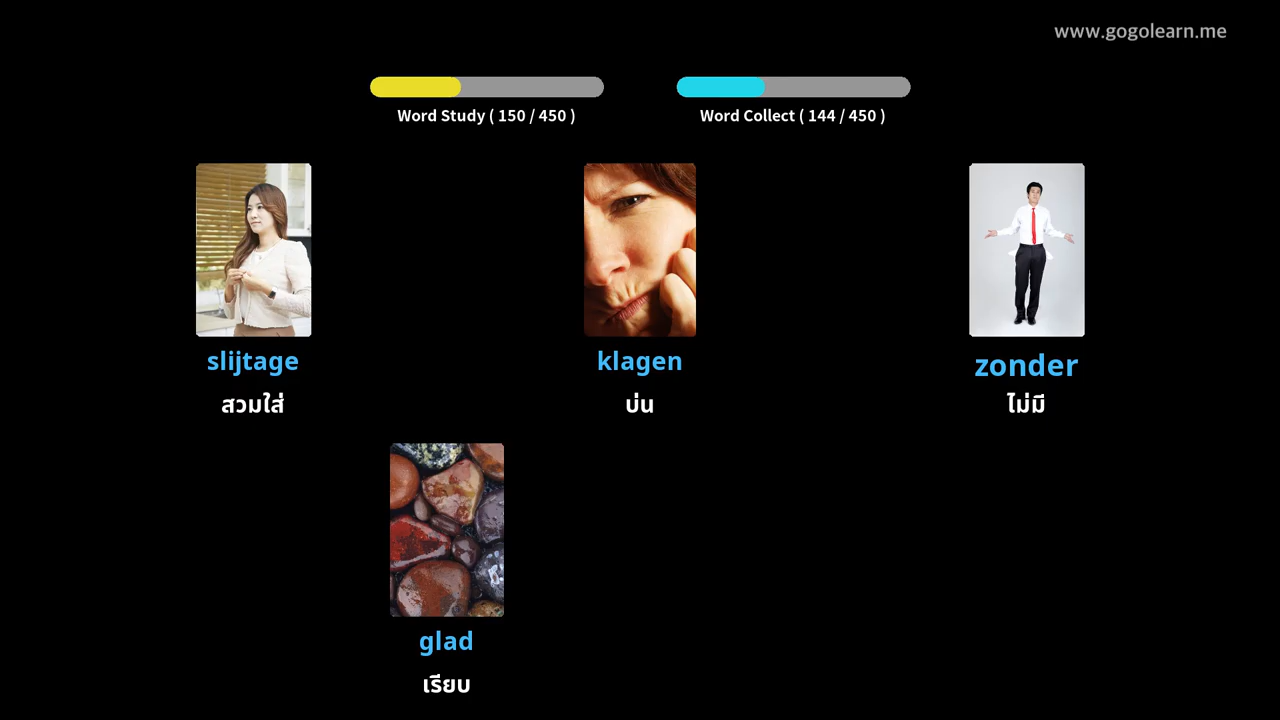 www.gogolearn.me
Word Study ( 150 / 450 )
Word Collect ( 144 / 450 )
slijtage
สวมใส่
klagen
บ่น
zonder
ไม่มี
glad
เรียบ